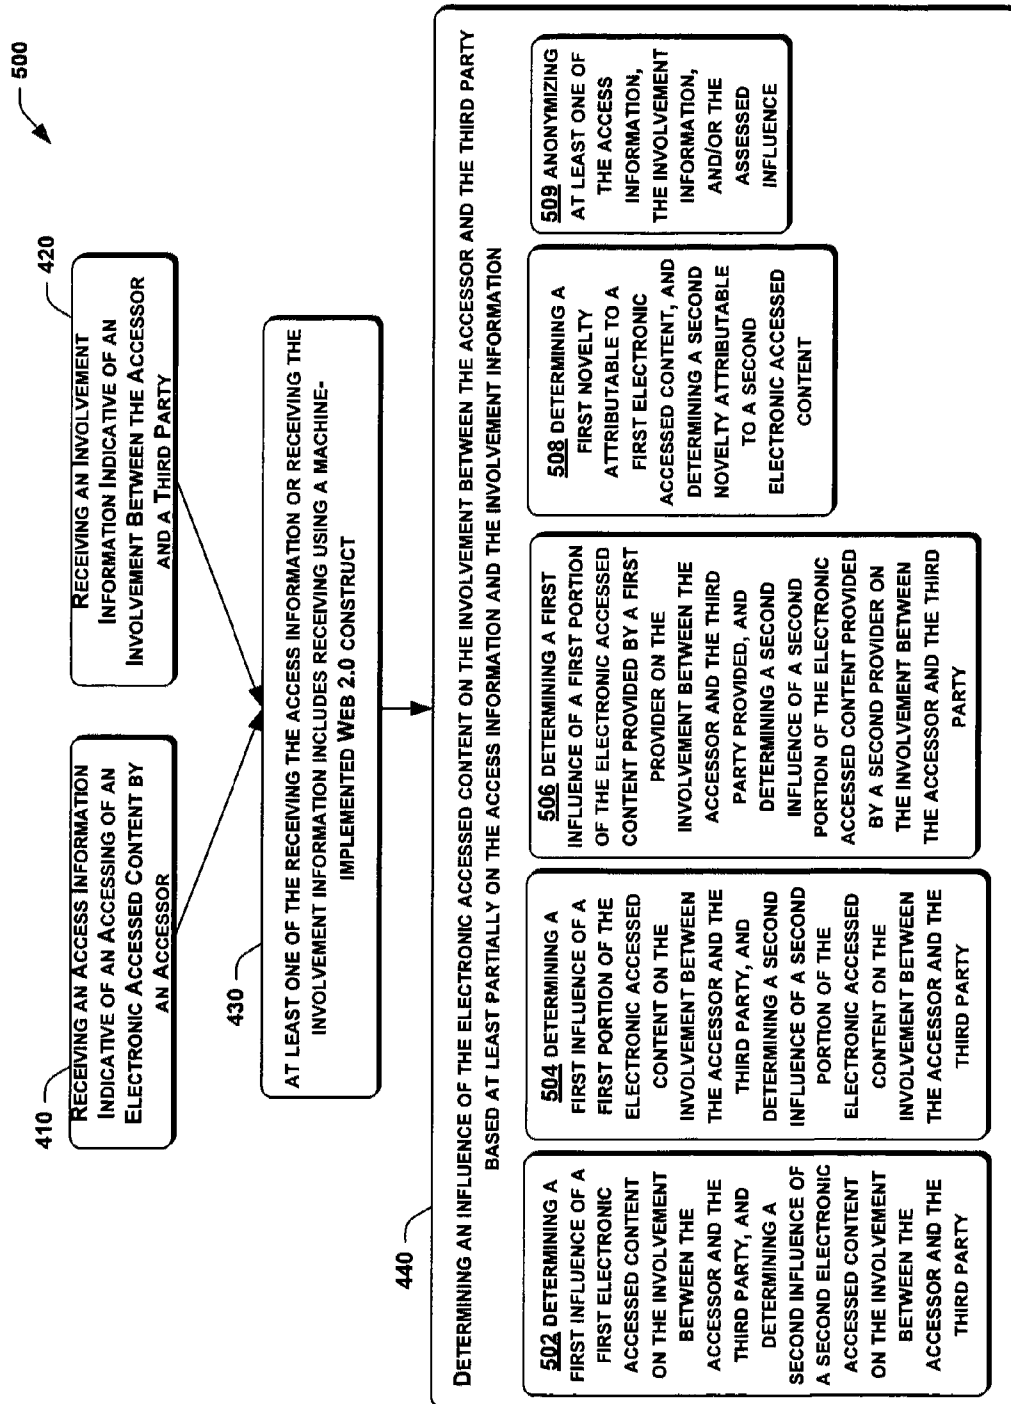 500
410
RECEIVING AN ACCESS INFORMATION
INDICATIVE OF AN ACCESSING OF AN
ELECTRONIC ACCESSED CONTENT BY
AN ACCESSOR
420
RECEIVING AN INVOLVEMENT
INFORMATION INDICATIVE OF AN
INVOLVEMENT BETWEEN THE ACCESSOR
AND A THIRD PARTY
430
AT LEAST ONE OF THE RECEIVING THE ACCESS INFORMATION OR RECEIVING THE
INVOLVEMENT INFORMATION INCLUDES RECEIVING USING A MACHINE-
IMPLEMENTED WEB 2.0 CONSTRUCT
440
DETERMINING AN INFLUENCE OF THE ELECTRONIC ACCESSED CONTENT ON THE INVOLVEMENT BETWEEN THE ACCESSOR AND THE THIRD PARTY
BASED AT LEAST PARTIALLY ON THE ACCESS INFORMATION AND THE INVOLVEMENT INFORMATION
502 DETERMINING A
FIRST INFLUENCE OF A
FIRST ELECTRONIC
ACCESSED CONTENT
ON THE INVOLVEMENT
BETWEEN THE
ACCESSOR AND THE
THIRD PARTY, AND
DETERMINING A
SECOND INFLUENCE OF
A SECOND ELECTRONIC
ACCESSED CONTENT
ON THE INVOLVEMENT
BETWEEN THE
ACCESSOR AND THE
THIRD PARTY
504 DETERMINING A
FIRST INFLUENCE OF A
FIRST PORTION OF THE
ELECTRONIC ACCESSED
CONTENT ON THE
INVOLVEMENT BETWEEN
THE ACCESSOR AND THE
THIRD PARTY, AND
DETERMINING A SECOND
INFLUENCE OF A SECOND
PORTION OF THE
ELECTRONIC ACCESSED
CONTENT ON THE
INVOLVEMENT BETWEEN
THE ACCESSOR AND THE
THIRD PARTY
506 DETERMINING A FIRST
INFLUENCE OF A FIRST PORTION
OF THE ELECTRONIC ACCESSED
CONTENT PROVIDED BY A FIRST
PROVIDER ON THE
INVOLVEMENT BETWEEN THE
ACCESSOR AND THE THIRD
PARTY PROVIDED, AND
DETERMINING A SECOND
INFLUENCE OF A SECOND
PORTION OF THE ELECTRONIC
ACCESSED CONTENT PROVIDED
BY A SECOND PROVIDER ON
THE INVOLVEMENT BETWEEN
THE ACCESSOR AND THE THIRD
PARTY
508 DETERMINING A
FIRST NOVELTY
ATTRIBUTABLE TO A
FIRST ELECTRONIC
ACCESSED CONTENT, AND
DETERMINING A SECOND
NOVELTY ATTRIBUTABLE
TO A SECOND
ELECTRONIC ACCESSED
CONTENT
509 ANONYMIZING
AT LEAST ONE OF
THE ACCESS
INFORMATION,
THE INVOLVEMENT
INFORMATION,
AND/OR THE
ASSESSED
INFLUENCE